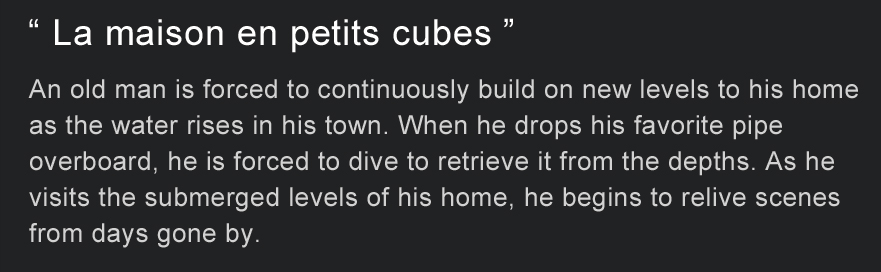 “ La maison en petits cubes ”
An old man is forced to continuously build on new levels to his home
as the water rises in his town. When he drops his favorite pipe
overboard, he is forced to dive to retrieve it from the depths. As he
visits the submerged levels of his home, he begins to relive scenes
from days gone by.